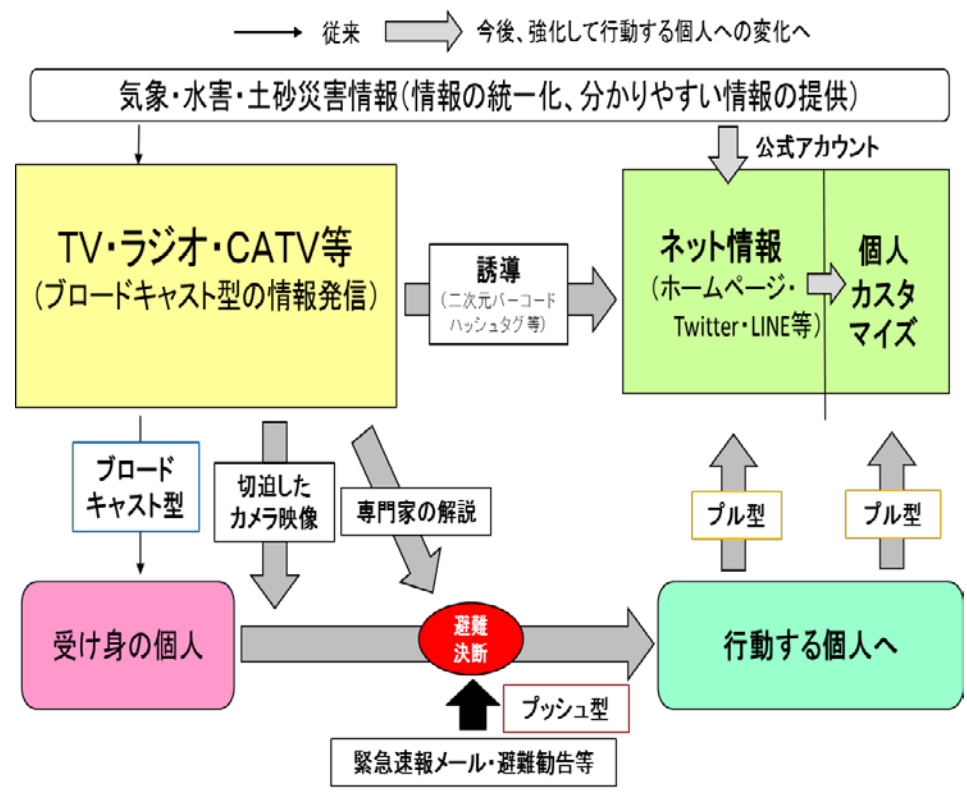 従来
今後、強化して行動する個人への変化へ
気象・水害・土砂災害情報(情報の統一化、分かりやすい情報の提供)
公式アカウント
TV・ラジオ・CATV等
(ブロードキャスト型の情報発信)
誘導
(二次元バーコード
ハッシュタグ等)
ネット情報
(ホームページ・
Twitter・LINE等)
個人
カスタ
マイズ
ブロード
キャスト型
切迫した
カメラ映像
専門家の解説
プル型
プル型
受け身の個人
避難
決断
行動する個人へ
プッシュ型
緊急速報メール・避難勧告等